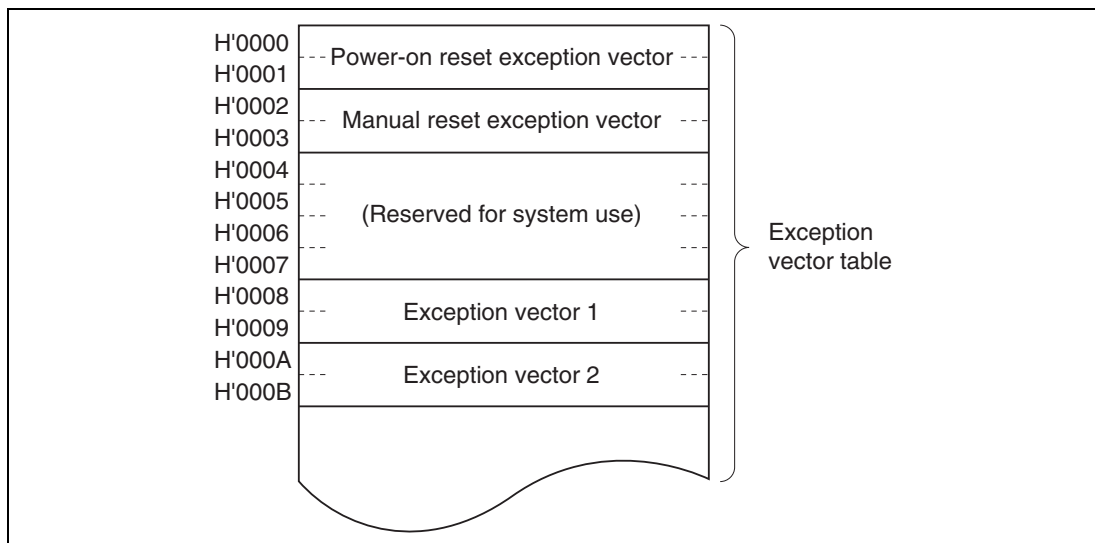 H'0000
Power-on reset exception vector
H'0001
H'0002
Manual reset exception vector
H'0003
H'0004
H'0005
(Reserved for system use)
H'0006
H'0007
H'0008
Exception vector 1
H'0009
H'000A
Exception vector 2
H'000B
Exception
vector table